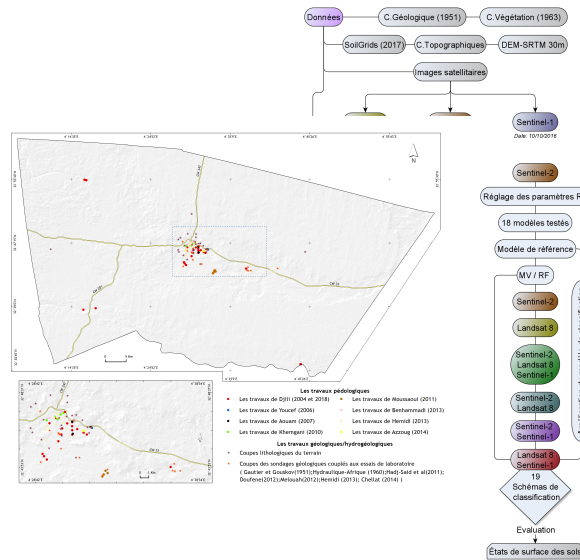 Données
C.Géologique (1951)
C.Végétation (1963)
SoilGrids (2017)
C.Topographiques
DEM-SRTM 30m
Images satellitaires
Sentinel-1
Date: 10/10/2016
Sentinel-2
Réglage des paramètres R
18 modèles testés
Modèle de référence
MV / RF
Sentinel-2
Landsat 8
Sentinel-2
Landsat 8
Sentinel-1
Sentinel-2
Landsat 8
Sentinel-2
Sentinel-1
Landsat 8
Sentinel-1
19
Schémas de
classification
Evaluation
États de surface des sols
N
Les travaux pédologiques
Les travaux de Djili (2004 et 2018)
Les travaux de Youcef (2006)
Les travaux de Aouam (2007)
Les travaux de Khemgani (2010)
Les travaux de Moussaoui (2011)
Les travaux de Benhammadi (2013)
Les travaux de Hemidi (2013)
Les travaux de Azzoug (2014)
Les travaux géologiques/hydrogéologiques
Coupes lithologiques du terrain
Coupes des sondages géologiques couplés aux essais de laboratoire
( Gautier et Gouskov(1951);Hydraulique-Afrique (1960);Hadj-Said et al(2011);
Doufene(2012);Melouah(2012);Hemidi (2013); Chellat (2014) )